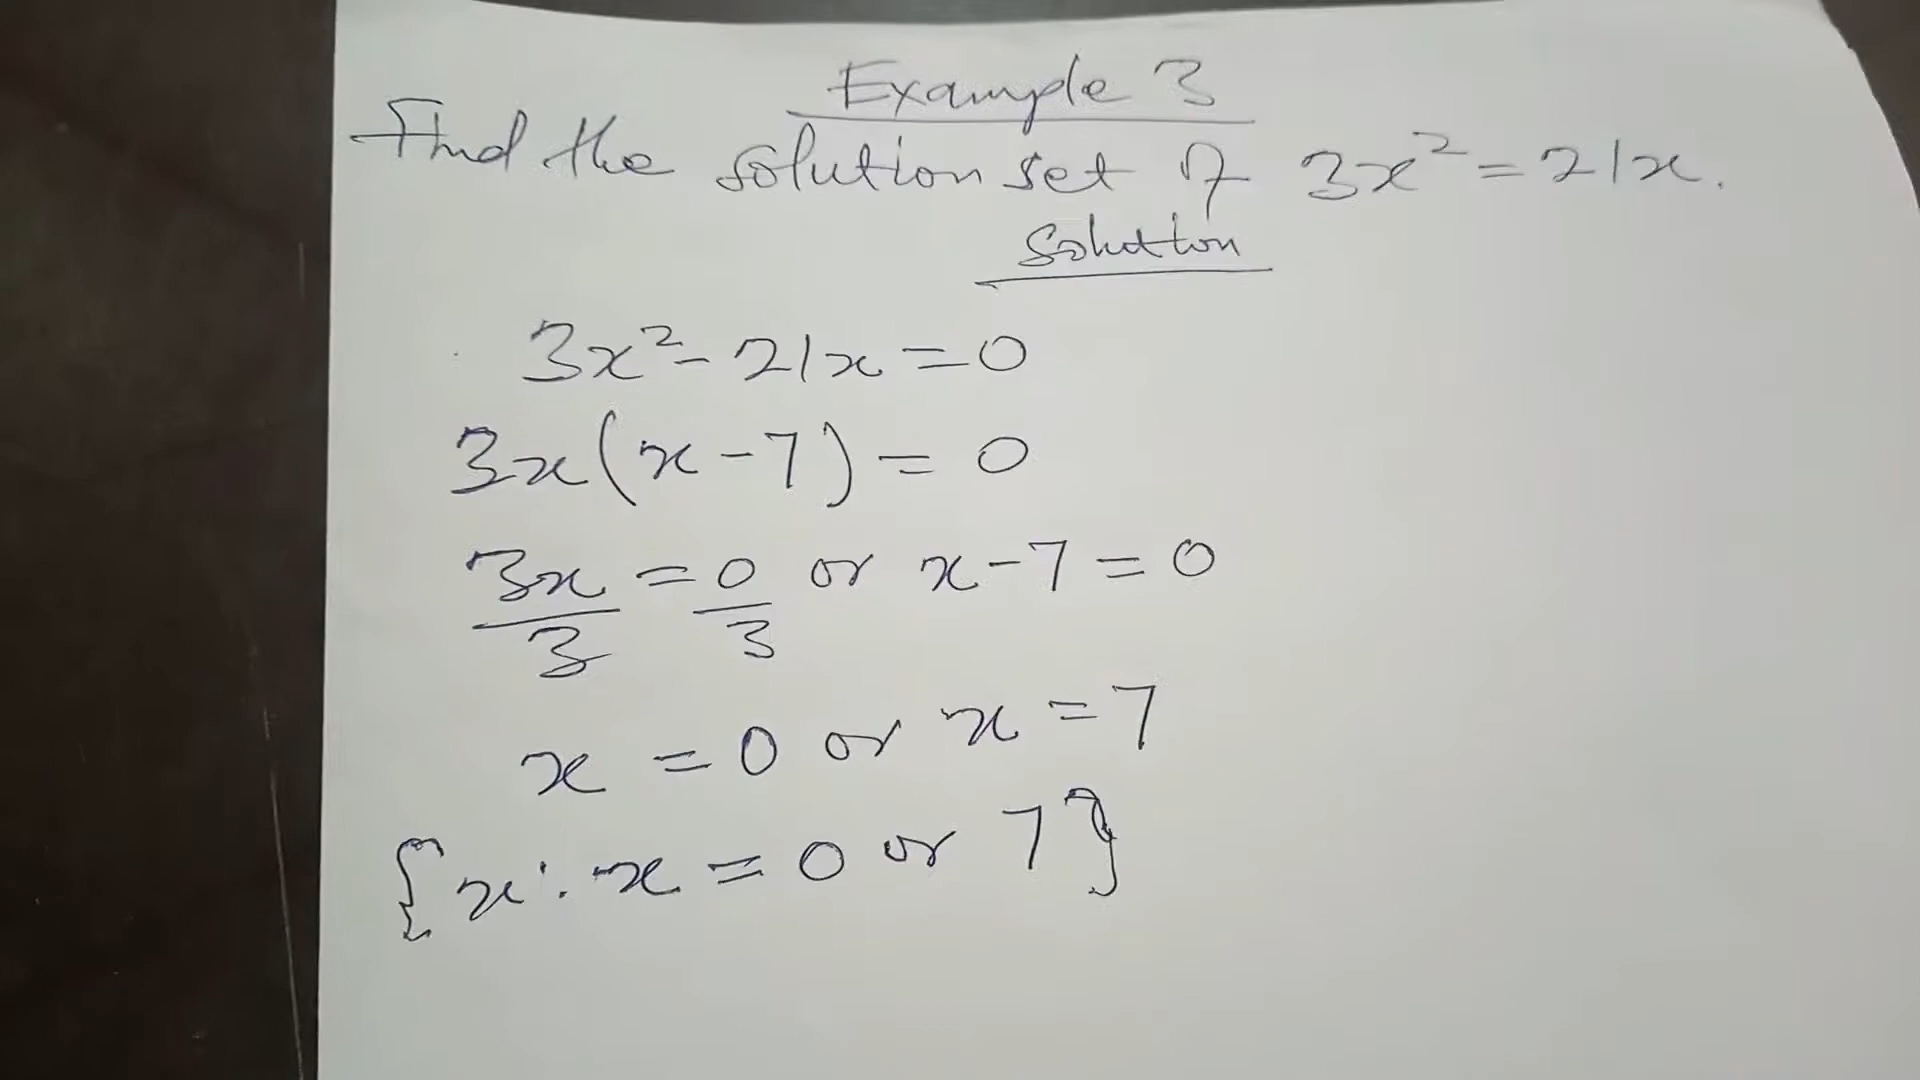 Example 3
Find the solution set of 3x² = 21x.
Solution
3x² - 21x = 0
3x(x - 7) = 0
3x/3 = 0/3 or x - 7 = 0
x = 0 or x = 7
{x : x = 0 or 7}